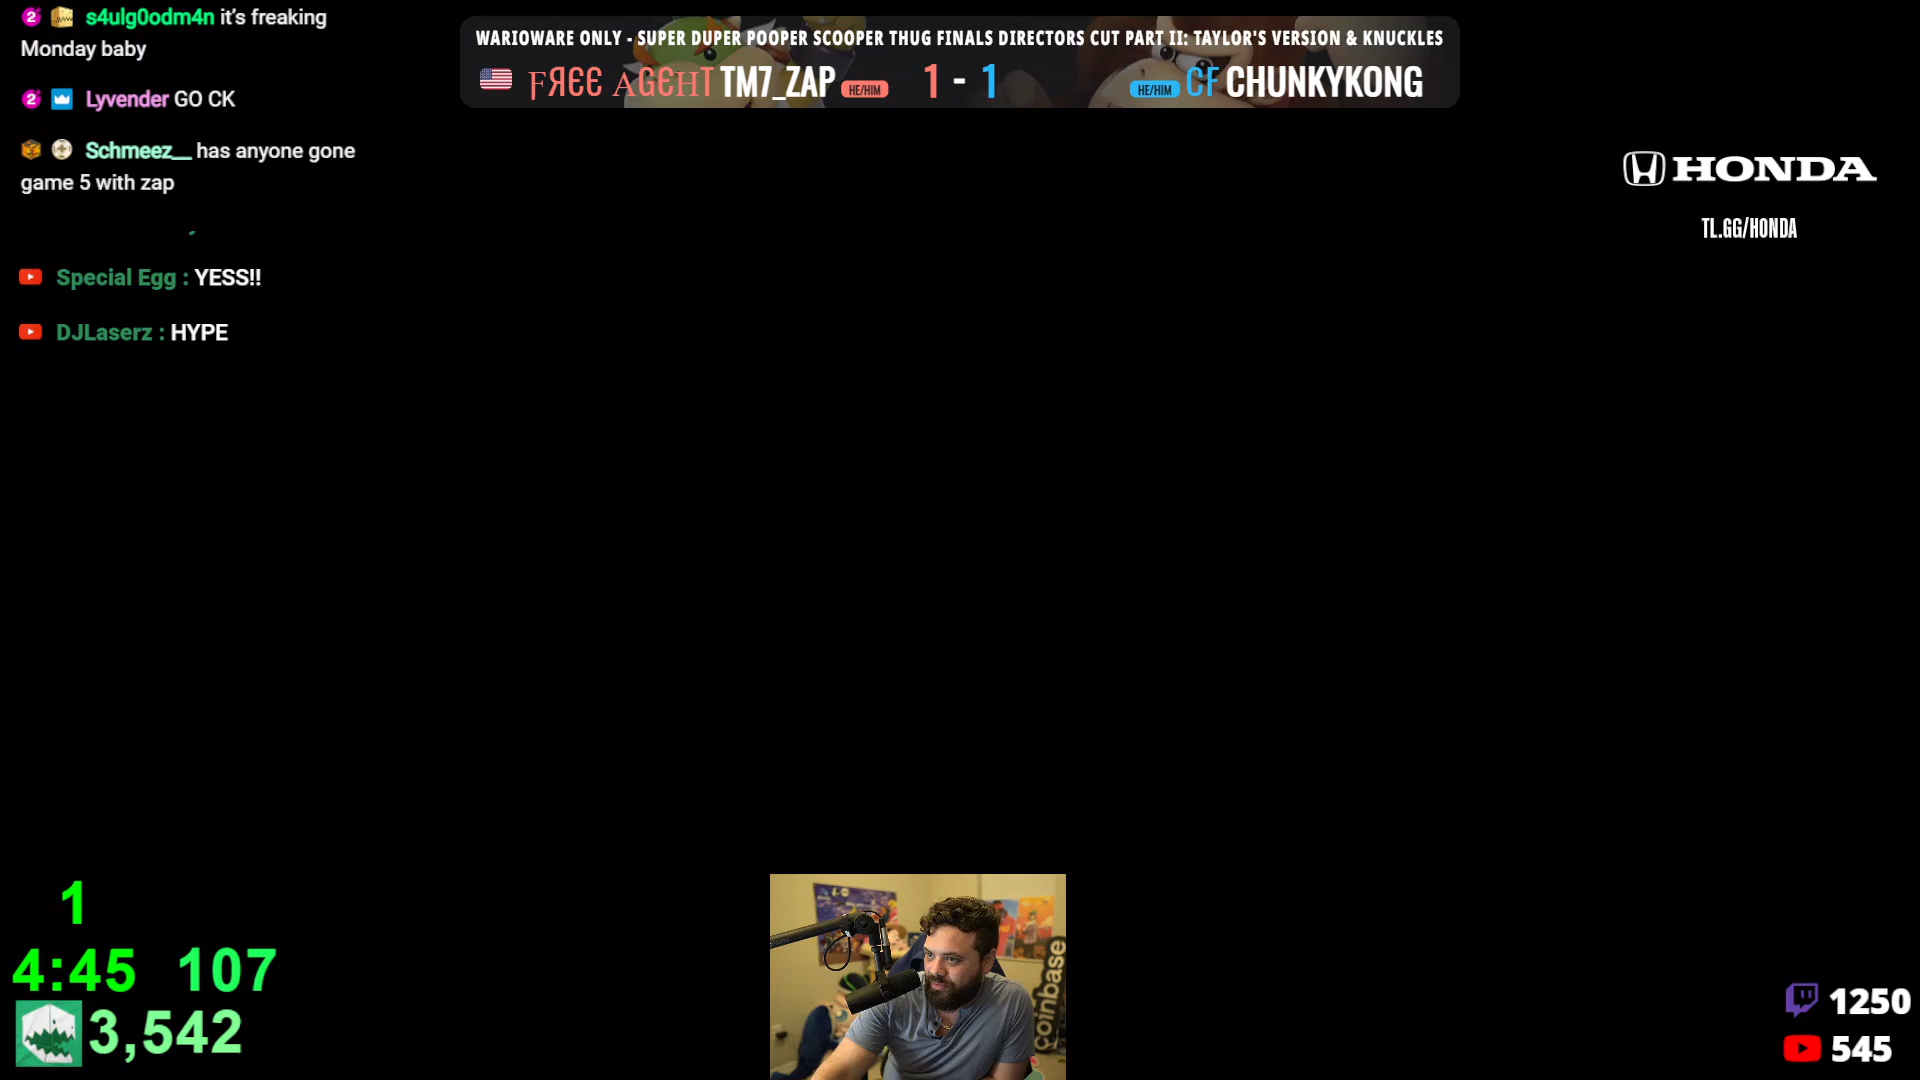 s4ulg0odm4n it's freaking
Monday baby
Lyvender GO CK
Schmeez__ has anyone gone
game 5 with zap
Special Egg : YESS!!
DJLaserz : HYPE
WARIOWARE ONLY - SUPER DUPER POOPER SCOOPER THUG FINALS DIRECTORS CUT PART II: TAYLOR'S VERSION & KNUCKLES
FЯЄЄ AGЄHT TM7_ZAP HE/HIM 1 - 1 HE/HIM CF CHUNKYKONG
HONDA
TL.GG/HONDA
1
4:45 107
3,542
coinbase
1250
545